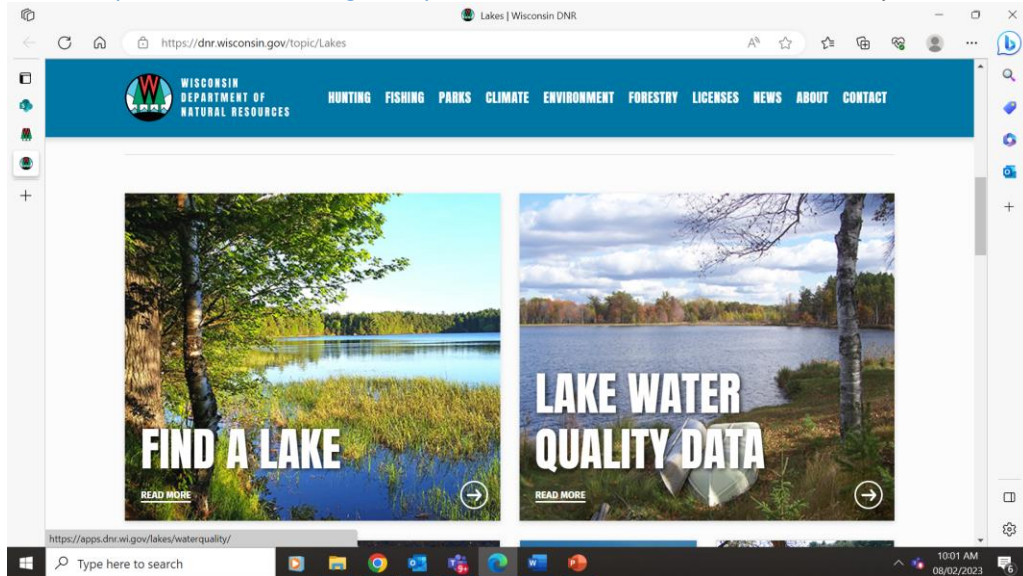 Lakes | Wisconsin DNR
https://dnr.wisconsin.gov/topic/Lakes
WISCONSIN
DEPARTMENT OF
NATURAL RESOURCES
HUNTING FISHING PARKS CLIMATE ENVIRONMENT FORESTRY LICENSES NEWS ABOUT CONTACT
FIND A LAKE
READ MORE
LAKE WATER
QUALITY DATA
READ MORE
https://apps.dnr.wi.gov/lakes/waterquality/
Type here to search
10:01 AM
08/02/2023